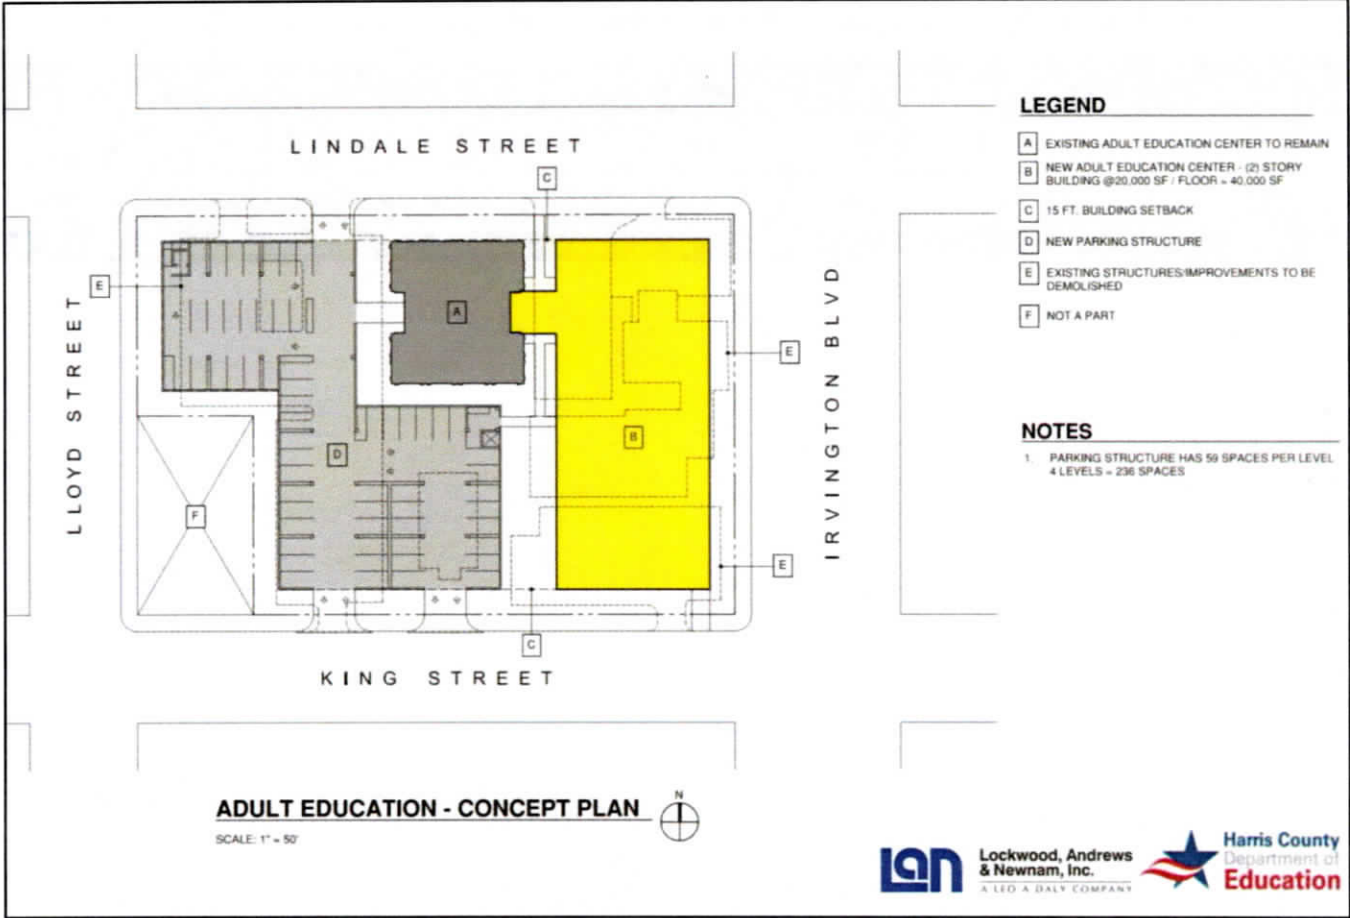 LINDALE STREET
C
E
A
E
LLOYD STREET
IRVINGTON BLVD
B
D
F
E
C
KING STREET
LEGEND
A EXISTING ADULT EDUCATION CENTER TO REMAIN
B NEW ADULT EDUCATION CENTER - (2) STORY
BUILDING @20,000 SF / FLOOR = 40,000 SF
C 15 FT. BUILDING SETBACK
D NEW PARKING STRUCTURE
E EXISTING STRUCTURES/IMPROVEMENTS TO BE
DEMOLISHED
F NOT A PART
NOTES
1. PARKING STRUCTURE HAS 59 SPACES PER LEVEL
4 LEVELS = 236 SPACES
ADULT EDUCATION - CONCEPT PLAN
N
SCALE: 1" = 50'
LAN
Lockwood, Andrews
& Newnam, Inc.
A LEO A DALY COMPANY
Harris County
Department of
Education